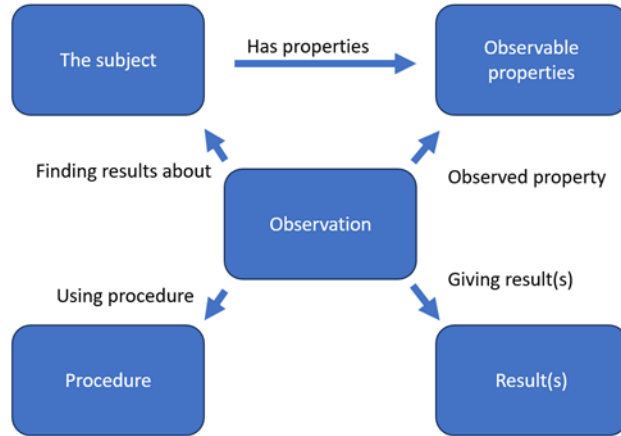 The subject
Has properties
Observable
properties
Finding results about
Observed property
Observation
Using procedure
Giving result(s)
Procedure
Result(s)